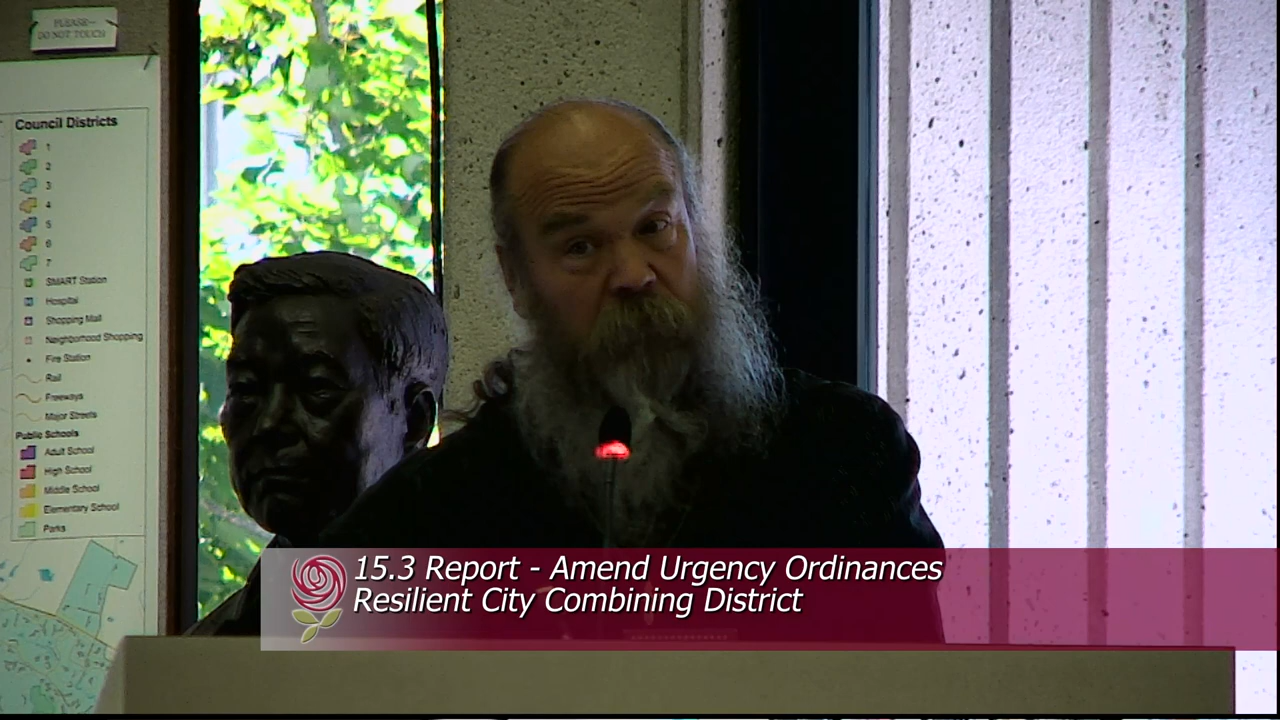 PLEASE—
DO NOT TOUCH
Council Districts
1
2
3
4
5
6
7
SMART Station
Hospital
Shopping Mall
Neighborhood Shopping
Fire Station
Rail
Freeways
Major Streets
Public Schools
Adult School
High School
Middle School
Elementary School
Parks
15.3 Report - Amend Urgency Ordinances
Resilient City Combining District